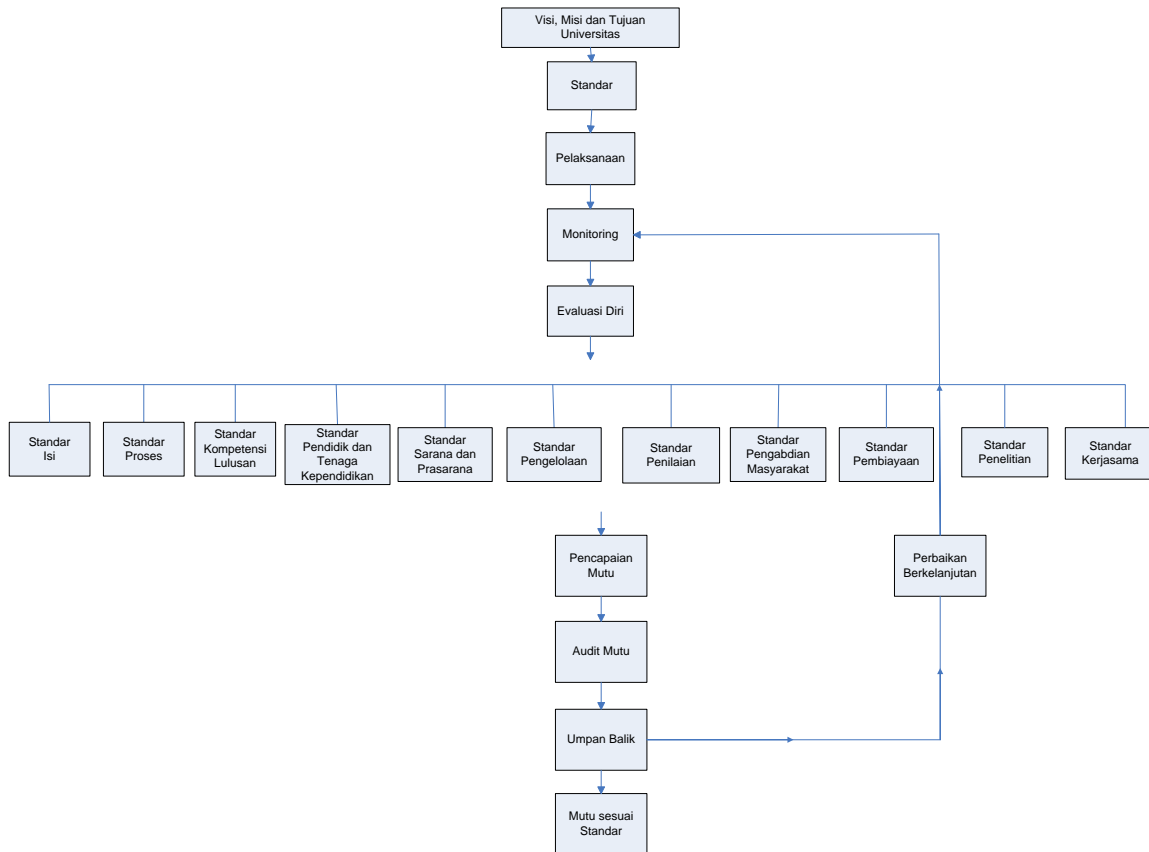 Visi, Misi dan Tujuan
Universitas
Standar
Pelaksanaan
Monitoring
Evaluasi Diri
Standar
Isi
Standar
Proses
Standar
Kompetensi
Lulusan
Standar
Pendidik dan
Tenaga
Kependidikan
Standar
Sarana dan
Prasarana
Standar
Pengelolaan
Standar
Penilaian
Standar
Pengabdian
Masyarakat
Standar
Pembiayaan
Standar
Penelitian
Standar
Kerjasama
Pencapaian
Mutu
Perbaikan
Berkelanjutan
Audit Mutu
Umpan Balik
Mutu sesuai
Standar